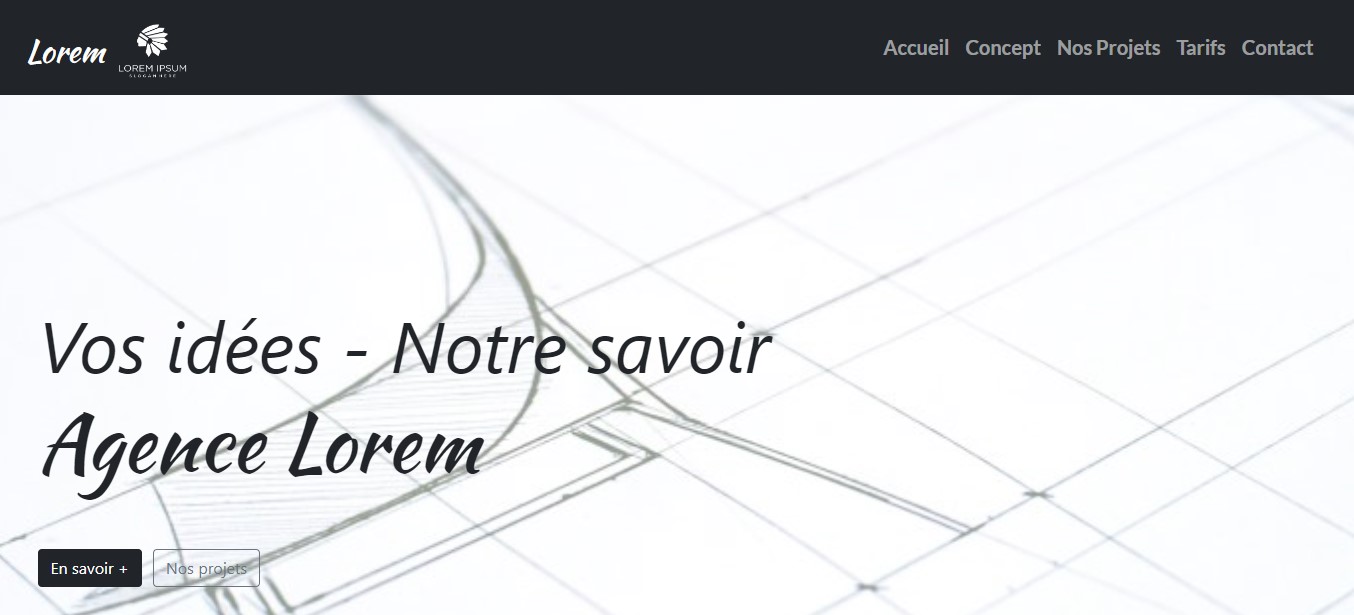 Lorem
LOREM IPSUM
SLOGAN HERE
Accueil Concept Nos Projets Tarifs Contact
Vos idées - Notre savoir
Agence Lorem
En savoir + Nos projets